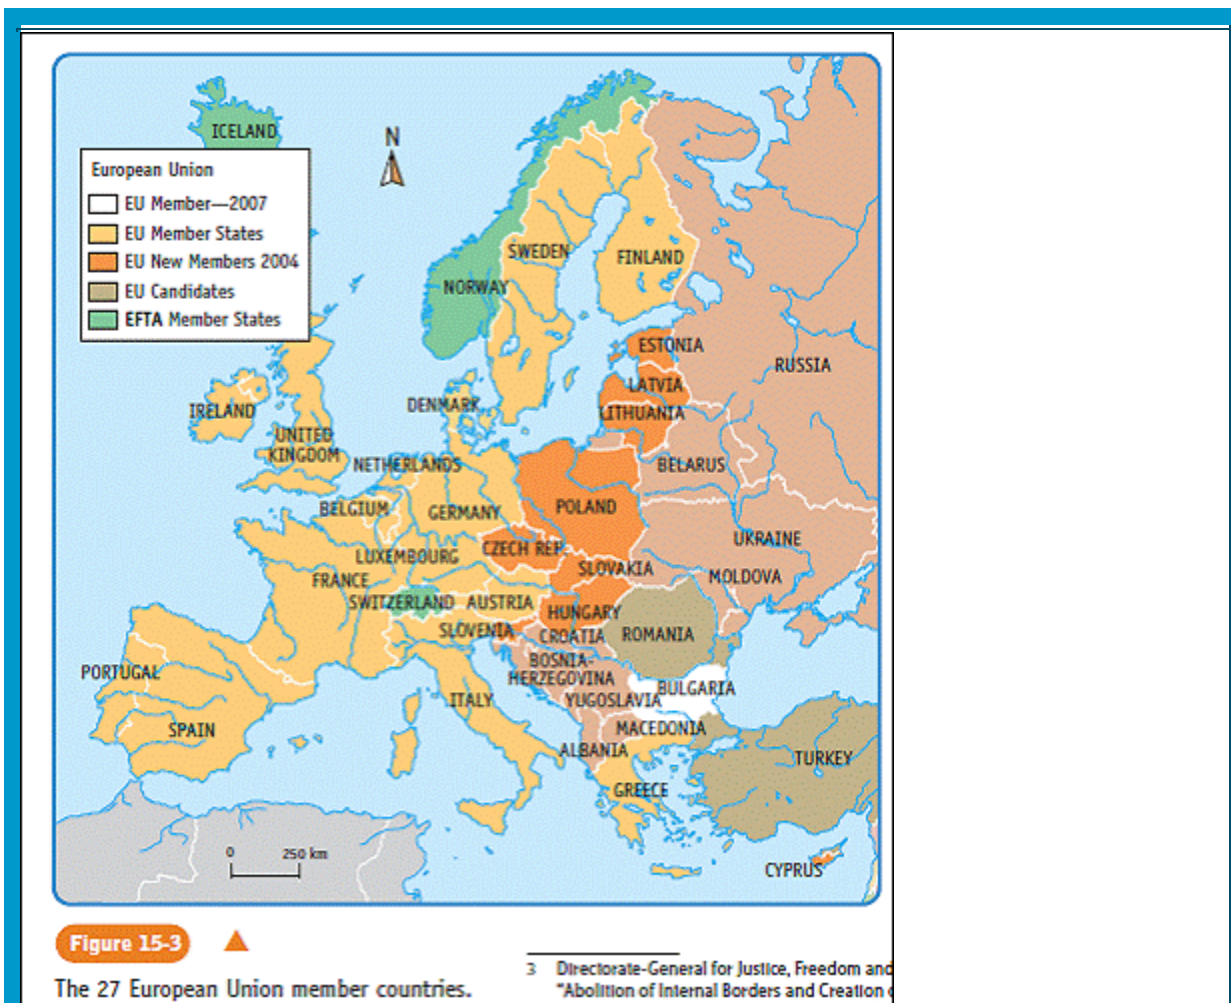 ICELAND
N
European Union
EU Member—2007
EU Member States
EU New Members 2004
EU Candidates
EFTA Member States
SWEDEN
FINLAND
NORWAY
ESTONIA
RUSSIA
LATVIA
DENMARK
IRELAND
LITHUANIA
UNITED
KINGDOM
NETHERLANDS
BELARUS
BELGIUM
GERMANY
POLAND
UKRAINE
LUXEMBOURG
CZECH REP.
SLOVAKIA
MOLDOVA
FRANCE
SWITZERLAND
AUSTRIA
HUNGARY
SLOVENIA
CROATIA
ROMANIA
BOSNIA-
HERZEGOVINA
PORTUGAL
BULGARIA
ITALY
YUGOSLAVIA
SPAIN
MACEDONIA
ALBANIA
TURKEY
GREECE
0 250 km
CYPRUS
Figure 15-3
The 27 European Union member countries.
3 Directorate-General for Justice, Freedom and
"Abolition of Internal Borders and Creation